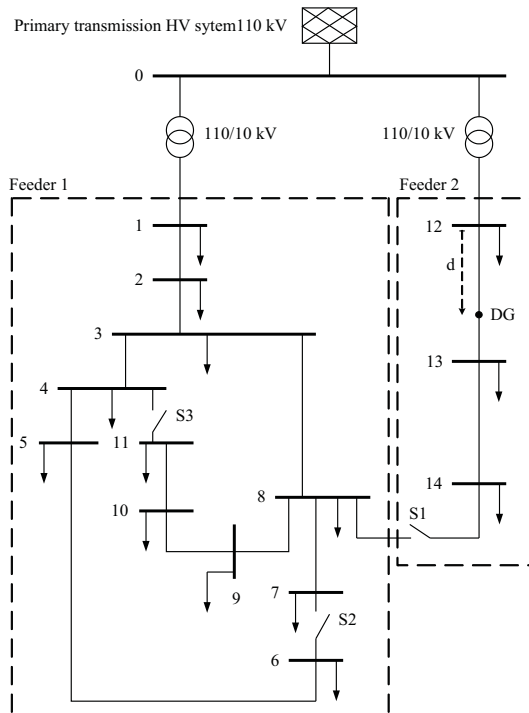 Primary transmission HV sytem110 kV
0
110/10 kV
110/10 kV
Feeder 1
Feeder 2
1
12
2
d
DG
3
13
4
S3
5
11
14
8
10
S1
9
7
S2
6